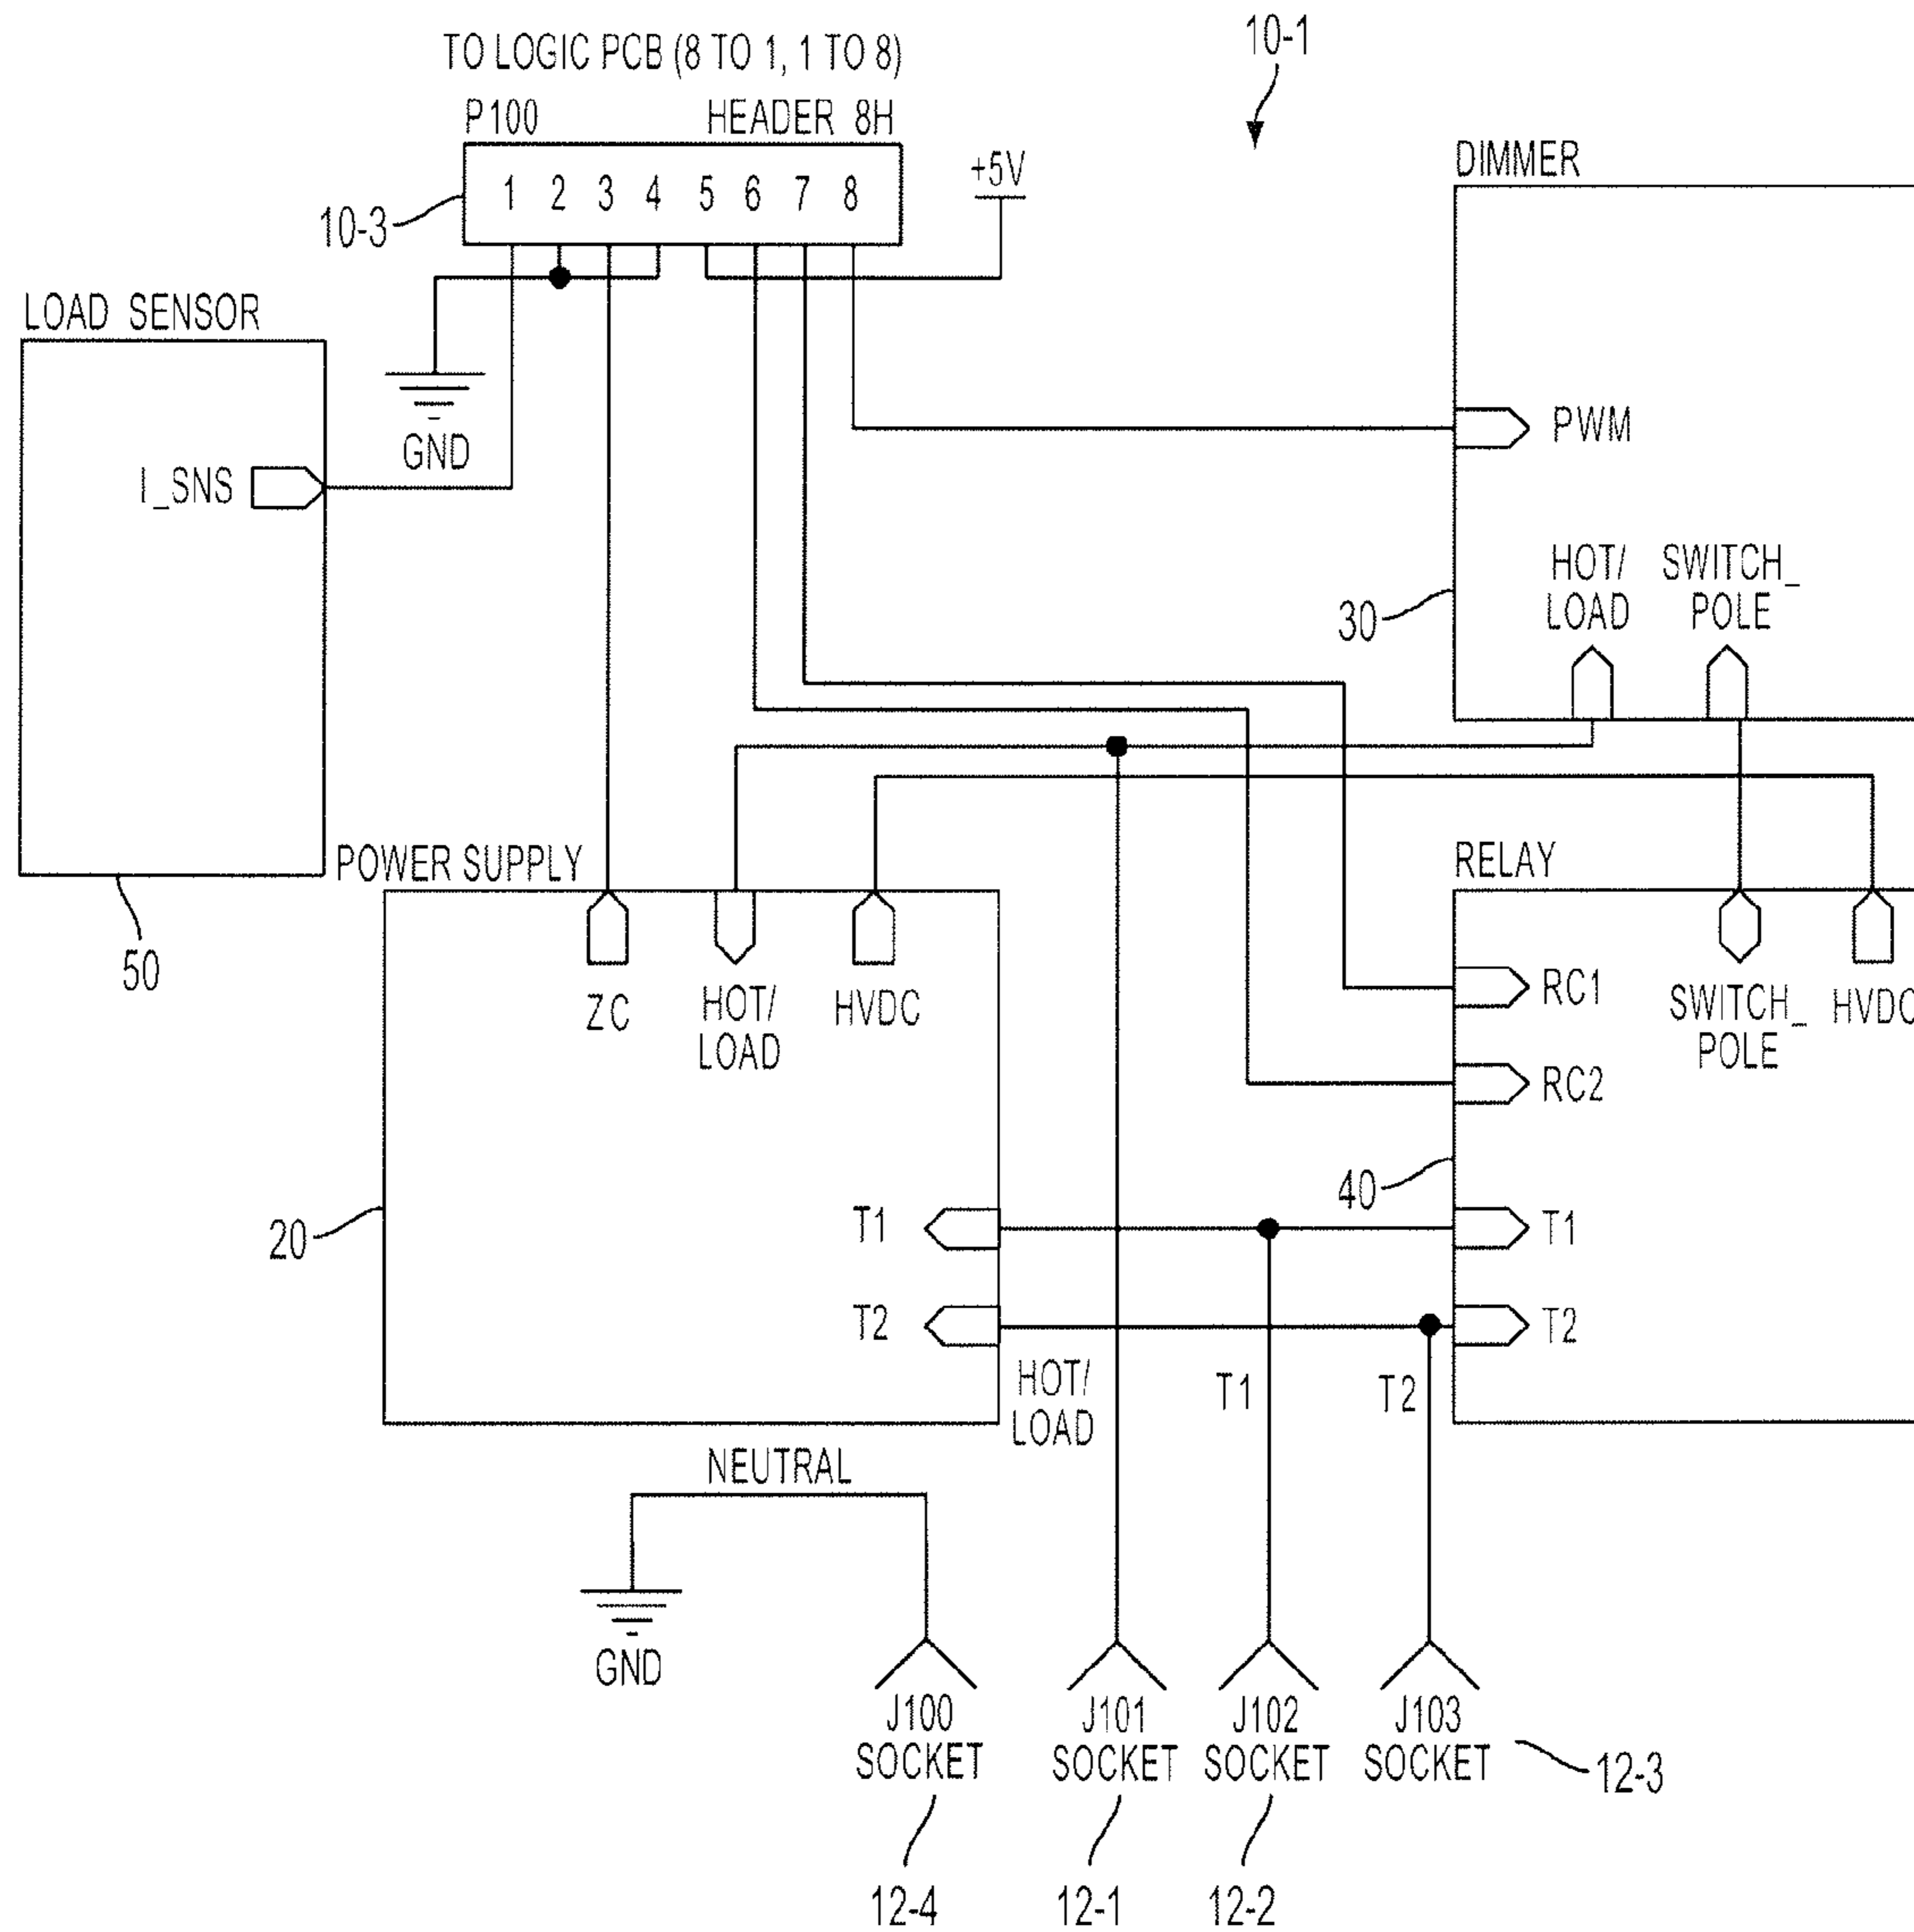 10-1
TO LOGIC PCB (8 TO 1, 1 TO 8)
P100 HEADER 8H
1 2 3 4 5 6 7 8
+5V
10-3
DIMMER
LOAD SENSOR
GND
I_SNS
PWM
HOT/
LOAD
SWITCH_
POLE
30
POWER SUPPLY
RELAY
50
ZC
HOT/
LOAD
HVDC
RC1
SWITCH_
POLE
HVDC
RC2
40
20
T1
T1
T2
T2
HOT/
LOAD
T1
T2
NEUTRAL
GND
J100
SOCKET
J101
SOCKET
J102
SOCKET
J103
SOCKET
12-3
12-4
12-1
12-2